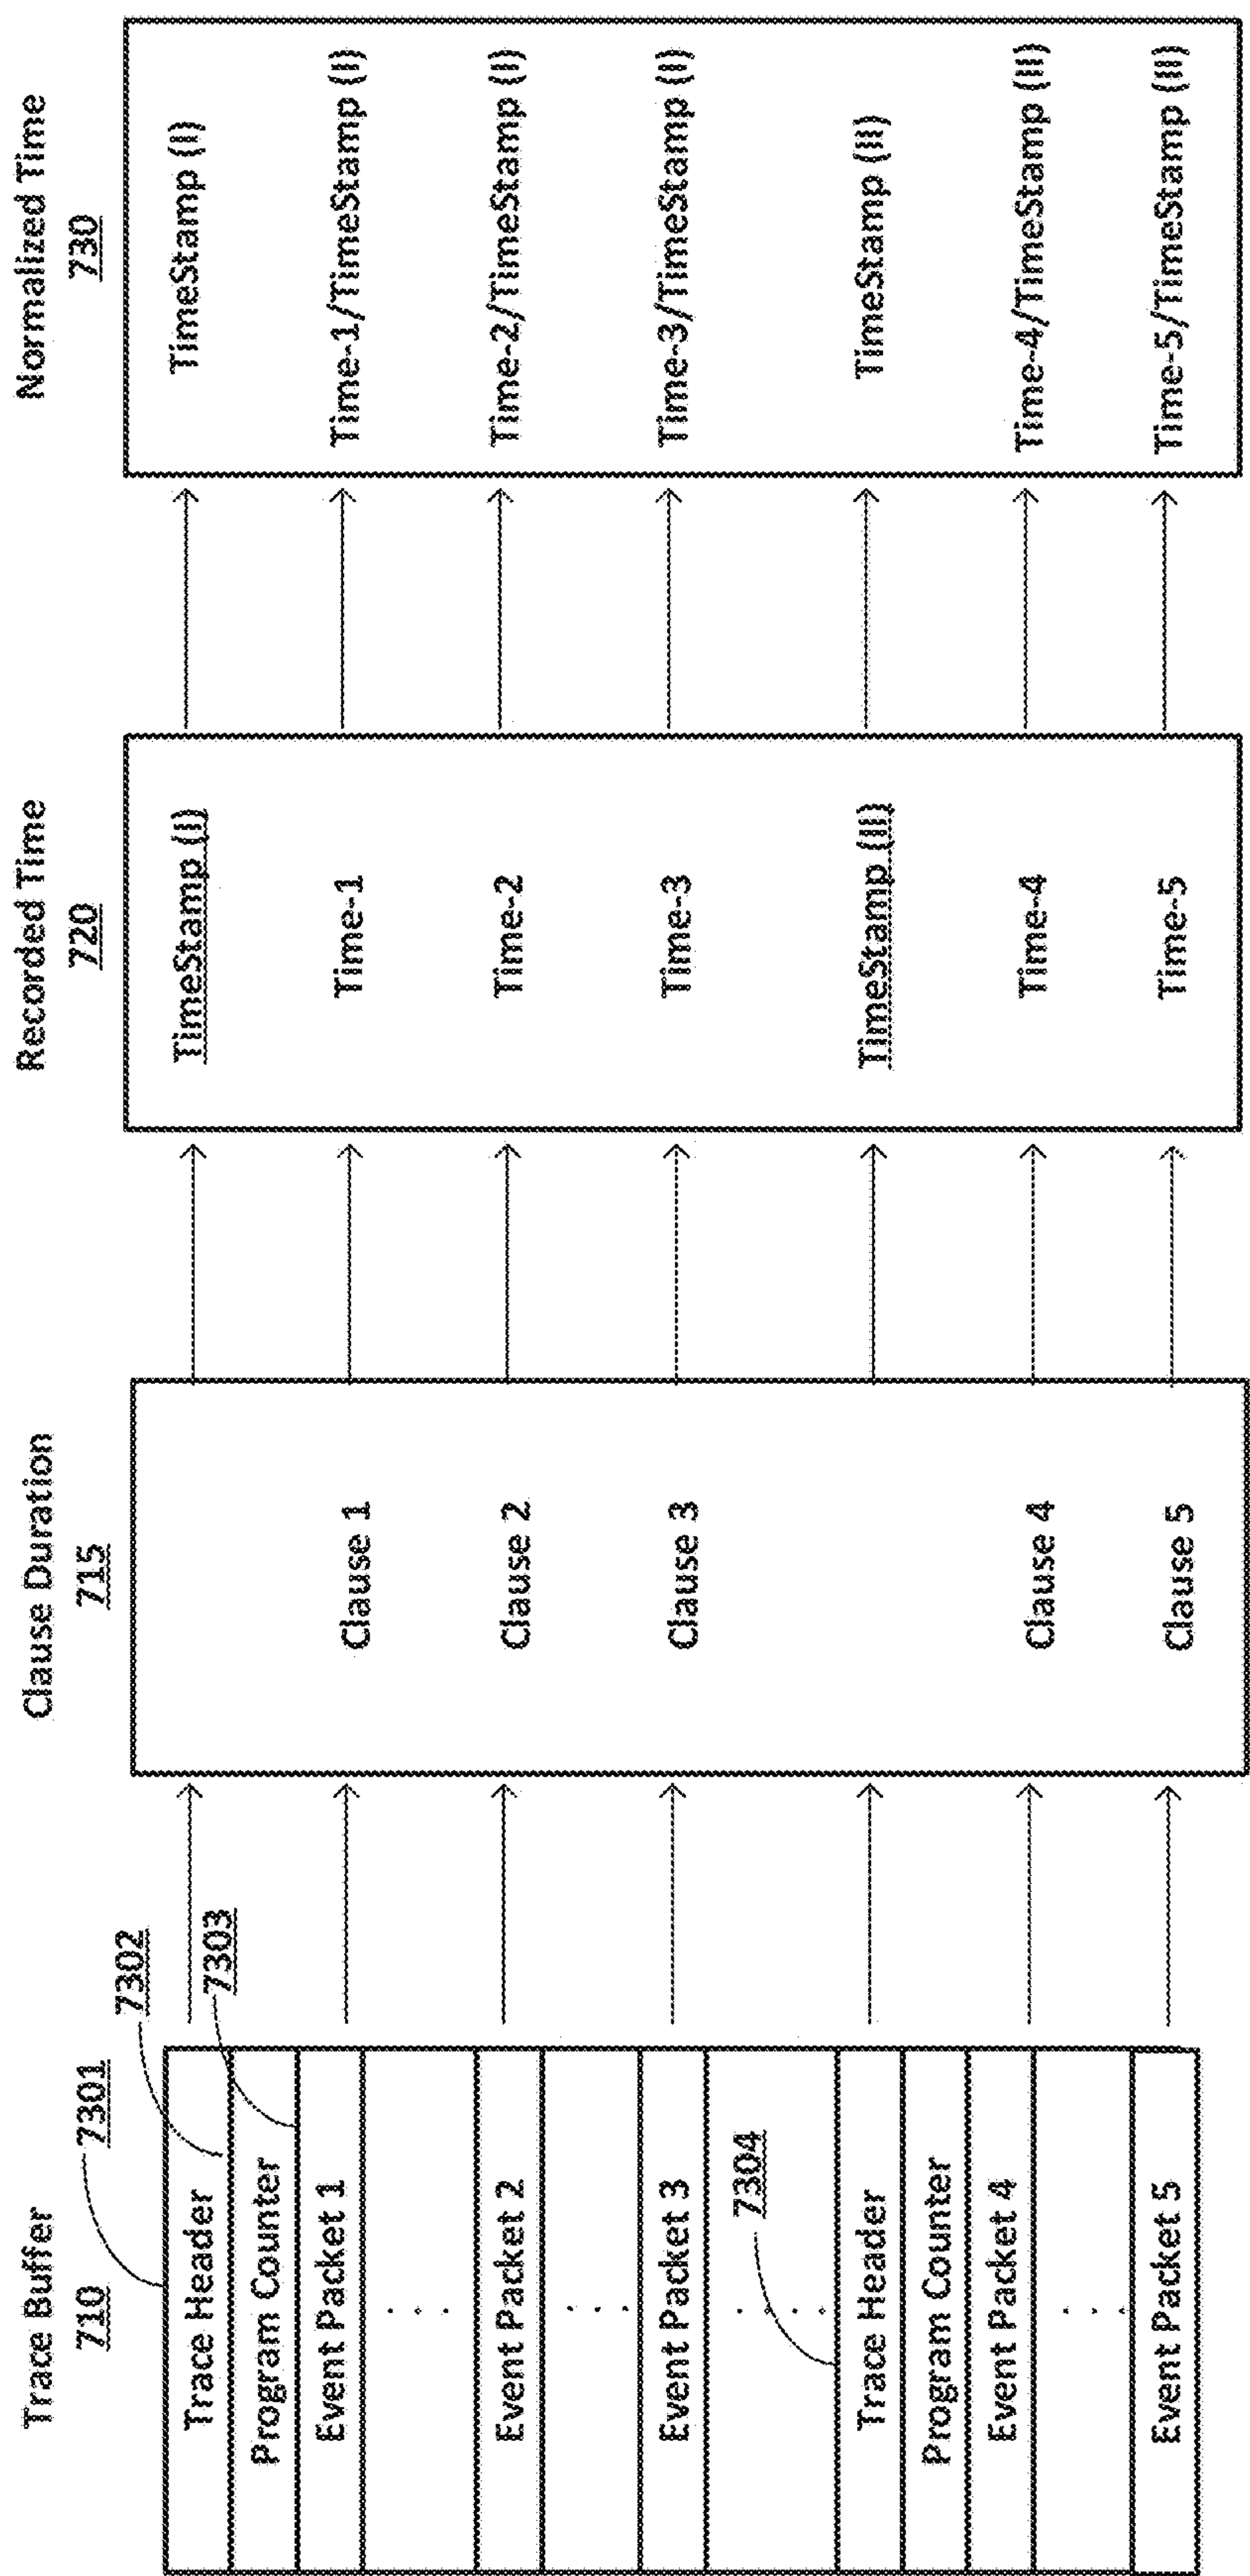 Trace Buffer
710
7301
7302
7303
Trace Header
Program Counter
Event Packet 1
. . .
Event Packet 2
. . .
Event Packet 3
. . . .
7304
Trace Header
Program Counter
Event Packet 4
. . .
Event Packet 5
Clause Duration
715
Clause 1
Clause 2
Clause 3
Clause 4
Clause 5
Recorded Time
720
TimeStamp (I)
Time-1
Time-2
Time-3
TimeStamp (II)
Time-4
Time-5
Normalized Time
730
TimeStamp (I)
Time-1/TimeStamp (I)
Time-2/TimeStamp (I)
Time-3/TimeStamp (I)
TimeStamp (II)
Time-4/TimeStamp (II)
Time-5/TimeStamp (II)